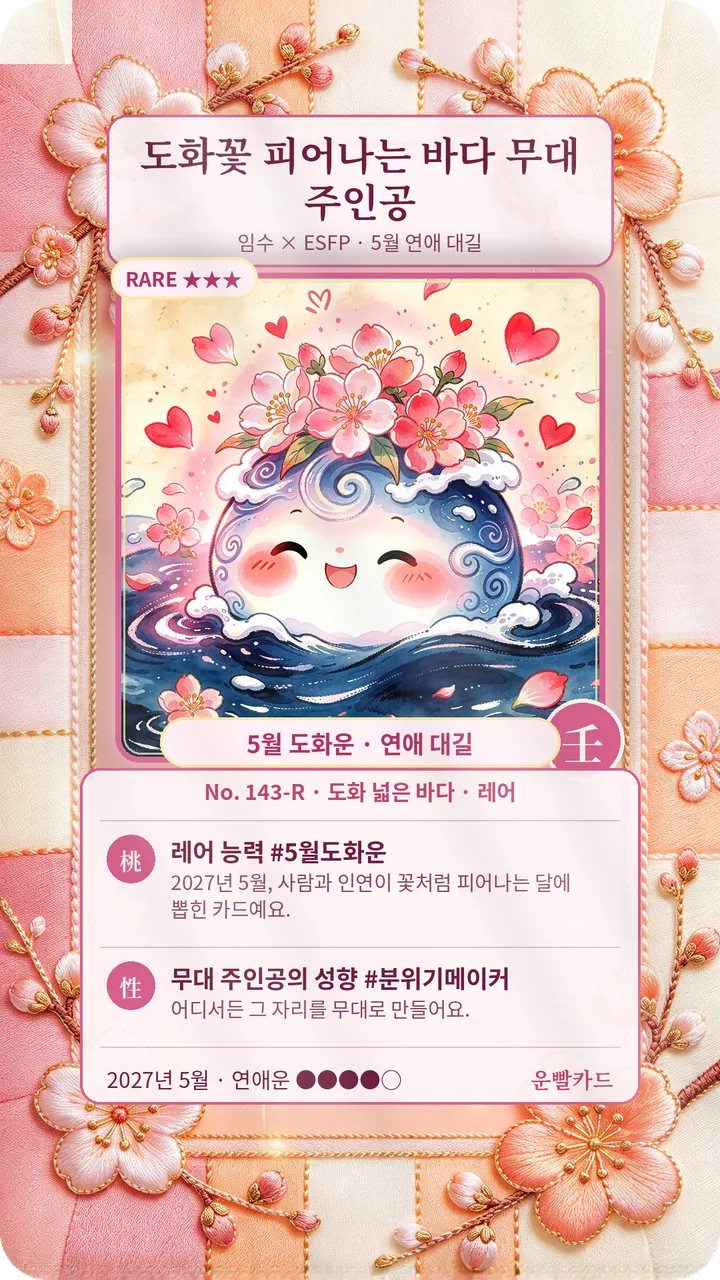 도화꽃 피어나는 바다 무대
주인공
임수 × ESFP · 5월 연애 대길
RARE ★★★
5월 도화운 · 연애 대길
壬
No. 143-R · 도화 넓은 바다 · 레어
桃
레어 능력 #5월도화운
2027년 5월, 사람과 인연이 꽃처럼 피어나는 달에
뽑힌 카드예요.
性
무대 주인공의 성향 #분위기메이커
어디서든 그 자리를 무대로 만들어요.
2027년 5월 · 연애운 ●●●●○
운빨카드